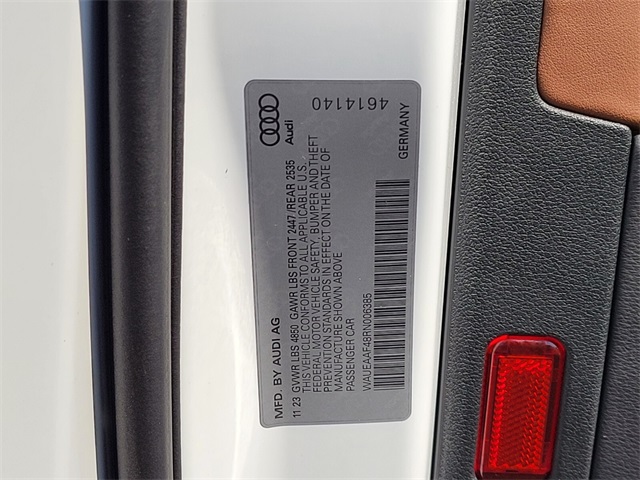 Audi
MFD. BY AUDI AG
11 23 GVWR LBS 4850 GAWR LBS FRONT 2447 /REAR 2535
THIS VEHICLE CONFORMS TO ALL APPLICABLE U.S.
FEDERAL MOTOR VEHICLE SAFETY, BUMPER AND THEFT
PREVENTION STANDARDS IN EFFECT ON THE DATE OF
MANUFACTURE SHOWN ABOVE
PASSENGER CAR
WAUEAAF48RN006385
GERMANY
4614140